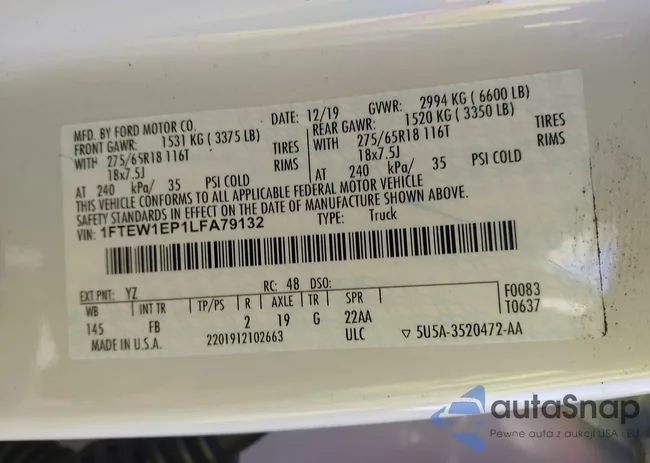 MFD. BY FORD MOTOR CO.
DATE: 12/19 GVWR: 2994 KG ( 6600 LB)
FRONT GAWR: 1531 KG ( 3375 LB) REAR GAWR: 1520 KG ( 3350 LB)
WITH 275/65R18 116T TIRES WITH 275/65R18 116T TIRES
18x7.5J RIMS 18x7.5J RIMS
AT 240 kPa/ 35 PSI COLD AT 240 kPa/ 35 PSI COLD
THIS VEHICLE CONFORMS TO ALL APPLICABLE FEDERAL MOTOR VEHICLE
SAFETY STANDARDS IN EFFECT ON THE DATE OF MANUFACTURE SHOWN ABOVE.
VIN: 1FTEW1EP1LFA79132 TYPE: Truck
EXT PNT: YZ RC: 48 DSO: F0083
WB INT TR TP/PS R AXLE TR SPR T0637
145 FB 2 19 G 22AA
MADE IN U.S.A. 2201912102663 ULC ▽ 5U5A-3520472-AA
autaSnap
Pewne auta z aukcji USA i EU